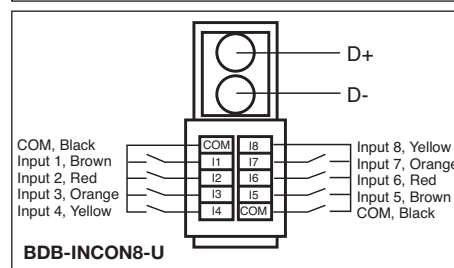 D+
D-
COM, Black
Input 1, Brown
Input 2, Red
Input 3, Orange
Input 4, Yellow
COM I8
I1 I7
I2 I6
I3 I5
I4 COM
Input 8, Yellow
Input 7, Orange
Input 6, Red
Input 5, Brown
COM, Black
BDB-INCON8-U